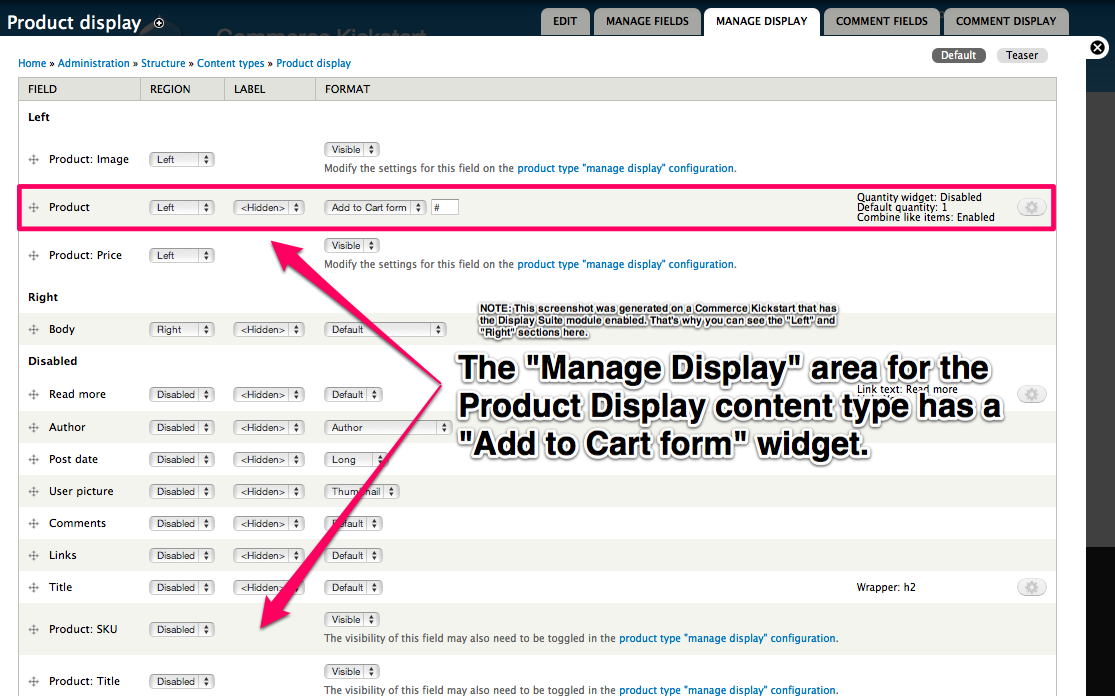 Product display
Commerce Kickstart
EDIT
MANAGE FIELDS
MANAGE DISPLAY
COMMENT FIELDS
COMMENT DISPLAY
Home » Administration » Structure » Content types » Product display
Default
Teaser
FIELD REGION LABEL FORMAT
Left
Product: Image Left Visible
Modify the settings for this field on the product type "manage display" configuration.
Product Left <Hidden> Add to Cart form #
Quantity widget: Disabled
Default quantity: 1
Combine like items: Enabled
Product: Price Left Visible
Modify the settings for this field on the product type "manage display" configuration.
Right
NOTE: This screenshot was generated on a Commerce Kickstart that has
the Display Suite module enabled. That's why you can see the "Left" and
"Right" sections here.
Body Right <Hidden> Default
Disabled
The "Manage Display" area for the
Product Display content type has a
"Add to Cart form" widget.
Read more Disabled <Hidden> Default
Link text: Read more
Author Disabled <Hidden> Author
Post date Disabled <Hidden> Long
User picture Disabled <Hidden> Thumbnail
Comments Disabled <Hidden> Default
Links Disabled <Hidden> Default
Title Disabled <Hidden> Default Wrapper: h2
Product: SKU Disabled Visible
The visibility of this field may also need to be toggled in the product type "manage display" configuration.
Product: Title Disabled Visible
The visibility of this field may also need to be toggled in the product type "manage display" configuration.